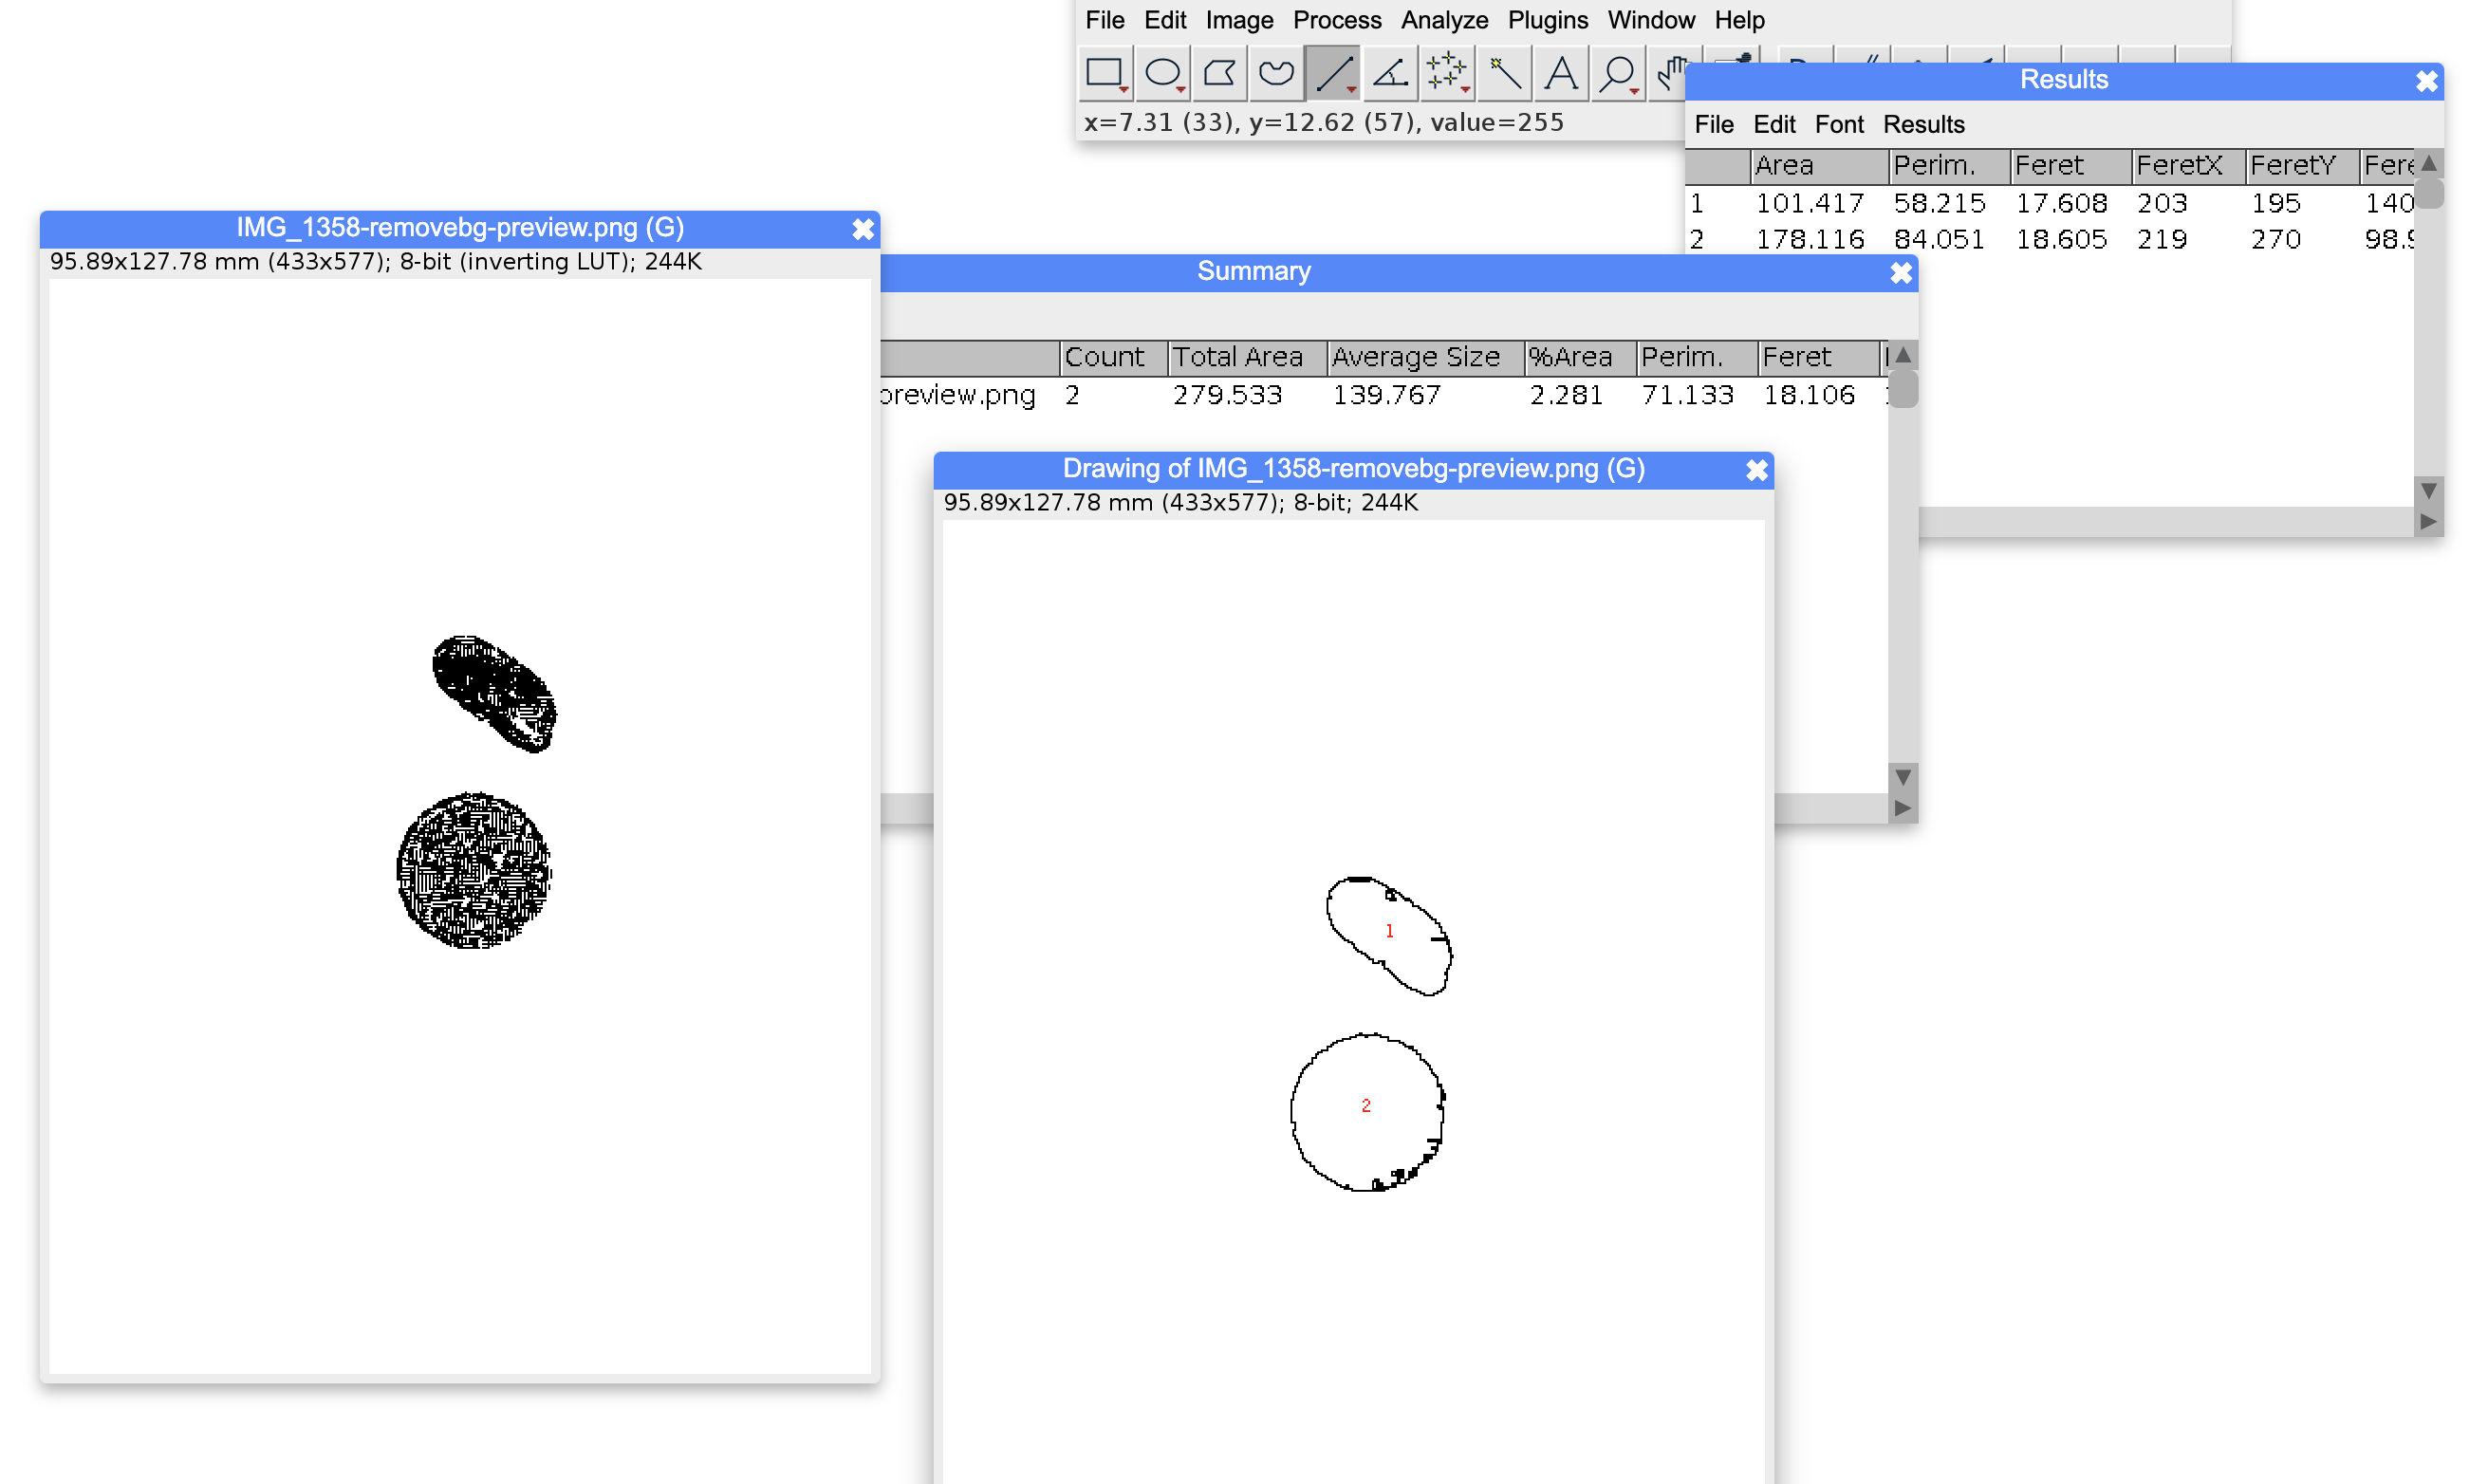 File Edit Image Process Analyze Plugins Window Help
x=7.31 (33), y=12.62 (57), value=255
Results
File Edit Font Results
Area Perim. Feret FeretX FeretY Fere
1 101.417 58.215 17.608 203 195 140
2 178.116 84.051 18.605 219 270 98.9
IMG_1358-removebg-preview.png (G)
95.89x127.78 mm (433x577); 8-bit (inverting LUT); 244K
Summary
Count Total Area Average Size %Area Perim. Feret
preview.png 2 279.533 139.767 2.281 71.133 18.106
Drawing of IMG_1358-removebg-preview.png (G)
95.89x127.78 mm (433x577); 8-bit; 244K
1
2